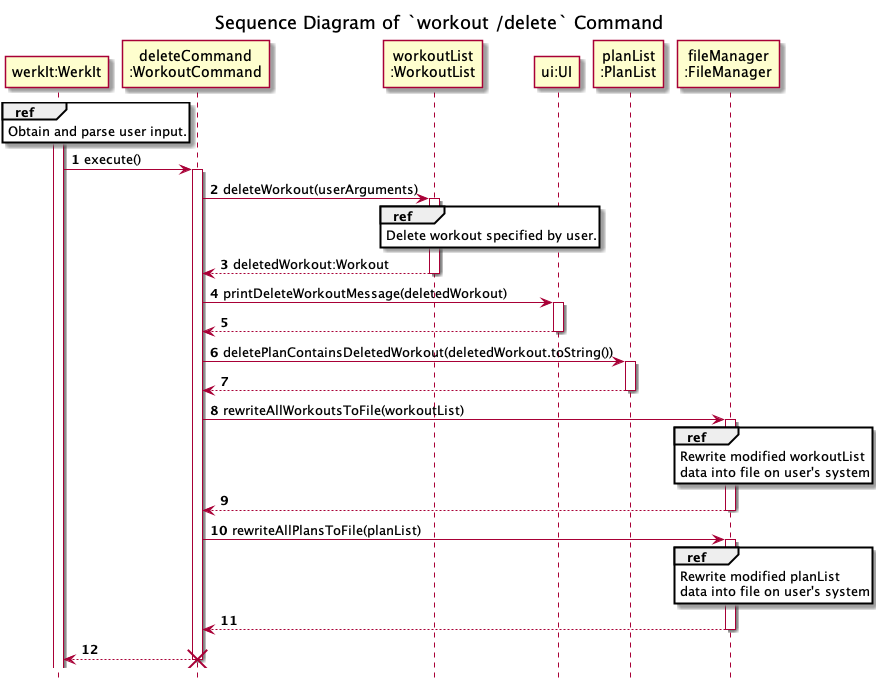 Sequence Diagram of `workout /delete` Command
werkIt:WerkIt
deleteCommand
:WorkoutCommand
workoutList
:WorkoutList
ui:UI
planList
:PlanList
fileManager
:FileManager
ref
Obtain and parse user input.
1 execute()
2 deleteWorkout(userArguments)
ref
Delete workout specified by user.
3 deletedWorkout:Workout
4 printDeleteWorkoutMessage(deletedWorkout)
5
6 deletePlanContainsDeletedWorkout(deletedWorkout.toString())
7
8 rewriteAllWorkoutsToFile(workoutList)
ref
Rewrite modified workoutList
data into file on user's system
9
10 rewriteAllPlansToFile(planList)
ref
Rewrite modified planList
data into file on user's system
11
12